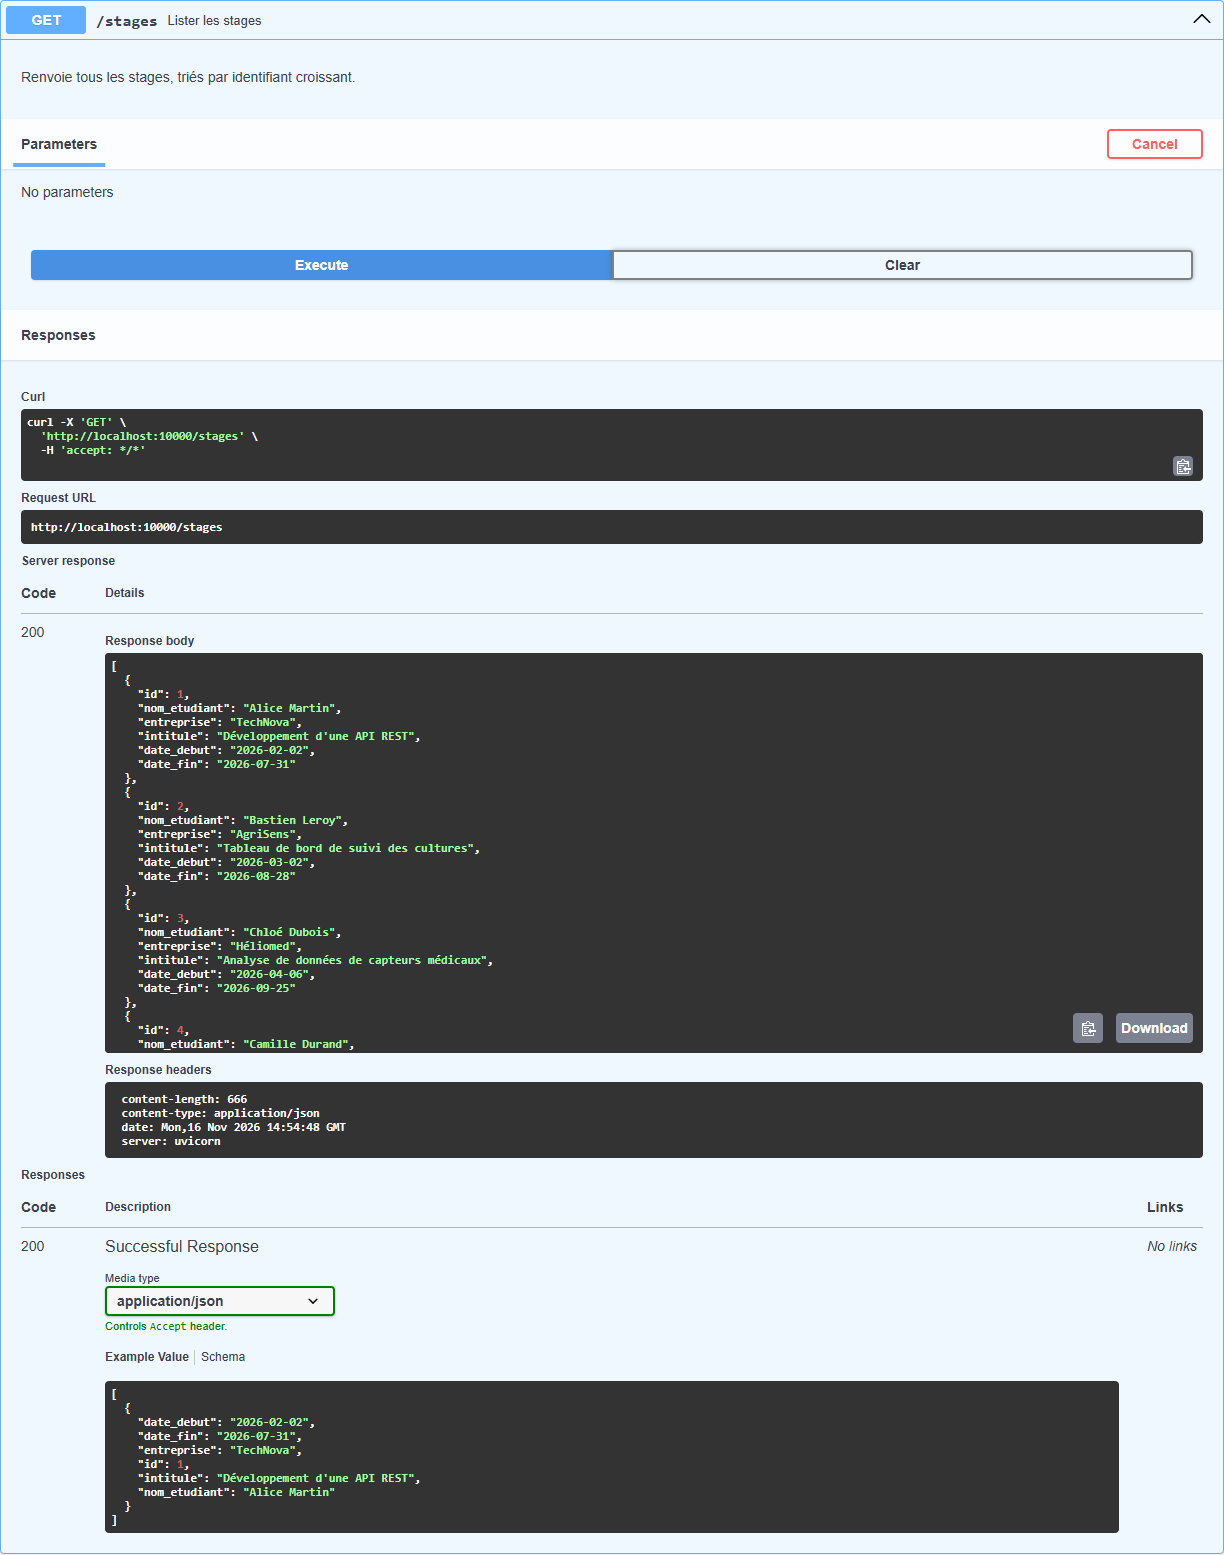 GET /stages Lister les stages
Renvoie tous les stages, triés par identifiant croissant.
Parameters
Cancel
No parameters
Execute
Clear
Responses
Curl
curl -X 'GET' \
  'http://localhost:10000/stages' \
  -H 'accept: */*'
Request URL
http://localhost:10000/stages
Server response
Code Details
200
Response body
[
  {
    "id": 1,
    "nom_etudiant": "Alice Martin",
    "entreprise": "TechNova",
    "intitule": "Développement d'une API REST",
    "date_debut": "2026-02-02",
    "date_fin": "2026-07-31"
  },
  {
    "id": 2,
    "nom_etudiant": "Bastien Leroy",
    "entreprise": "AgriSens",
    "intitule": "Tableau de bord de suivi des cultures",
    "date_debut": "2026-03-02",
    "date_fin": "2026-08-28"
  },
  {
    "id": 3,
    "nom_etudiant": "Chloé Dubois",
    "entreprise": "Héliomed",
    "intitule": "Analyse de données de capteurs médicaux",
    "date_debut": "2026-04-06",
    "date_fin": "2026-09-25"
  },
  {
    "id": 4,
    "nom_etudiant": "Camille Durand",
Download
Response headers
content-length: 666
content-type: application/json
date: Mon,16 Nov 2026 14:54:48 GMT
server: uvicorn
Responses
Code Description Links
200 Successful Response No links
Media type
application/json
Controls Accept header.
Example Value Schema
[
  {
    "date_debut": "2026-02-02",
    "date_fin": "2026-07-31",
    "entreprise": "TechNova",
    "id": 1,
    "intitule": "Développement d'une API REST",
    "nom_etudiant": "Alice Martin"
  }
]